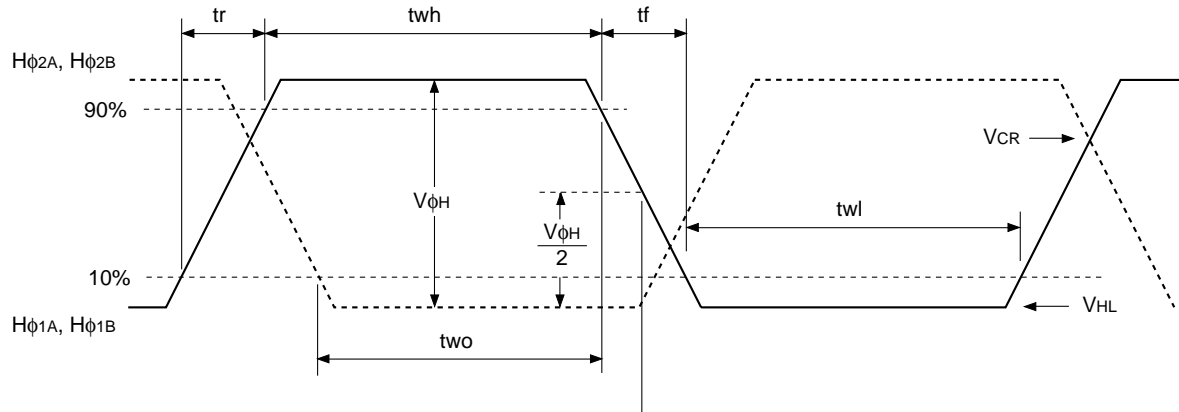 tr
twh
tf
Hϕ2A, Hϕ2B
90%
VCR
VϕH
VϕH
2
twl
10%
VHL
Hϕ1A, Hϕ1B
two